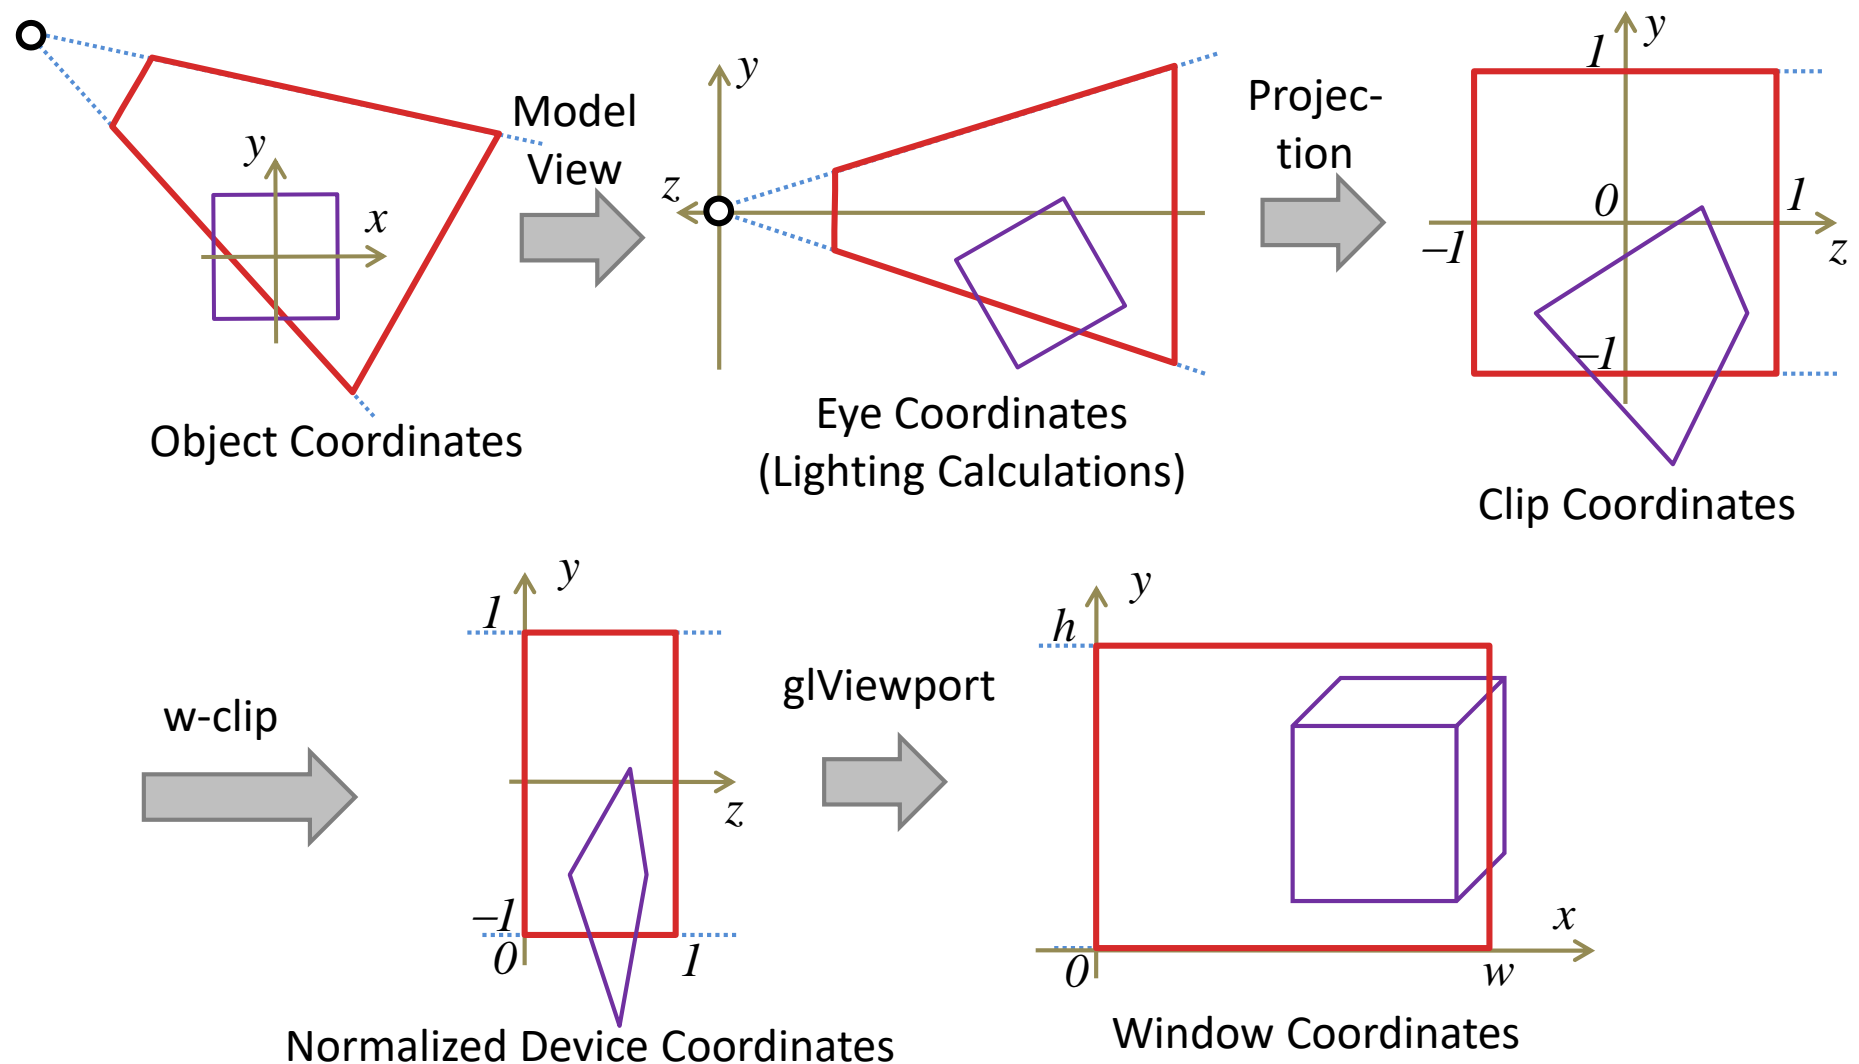 y
x
Object Coordinates
Model
View
y
z
Eye Coordinates
(Lighting Calculations)
Projec-
tion
y
1
0
1
−1
z
−1
Clip Coordinates
w-clip
y
1
z
−1
0
1
Normalized Device Coordinates
glViewport
y
h
x
0
w
Window Coordinates